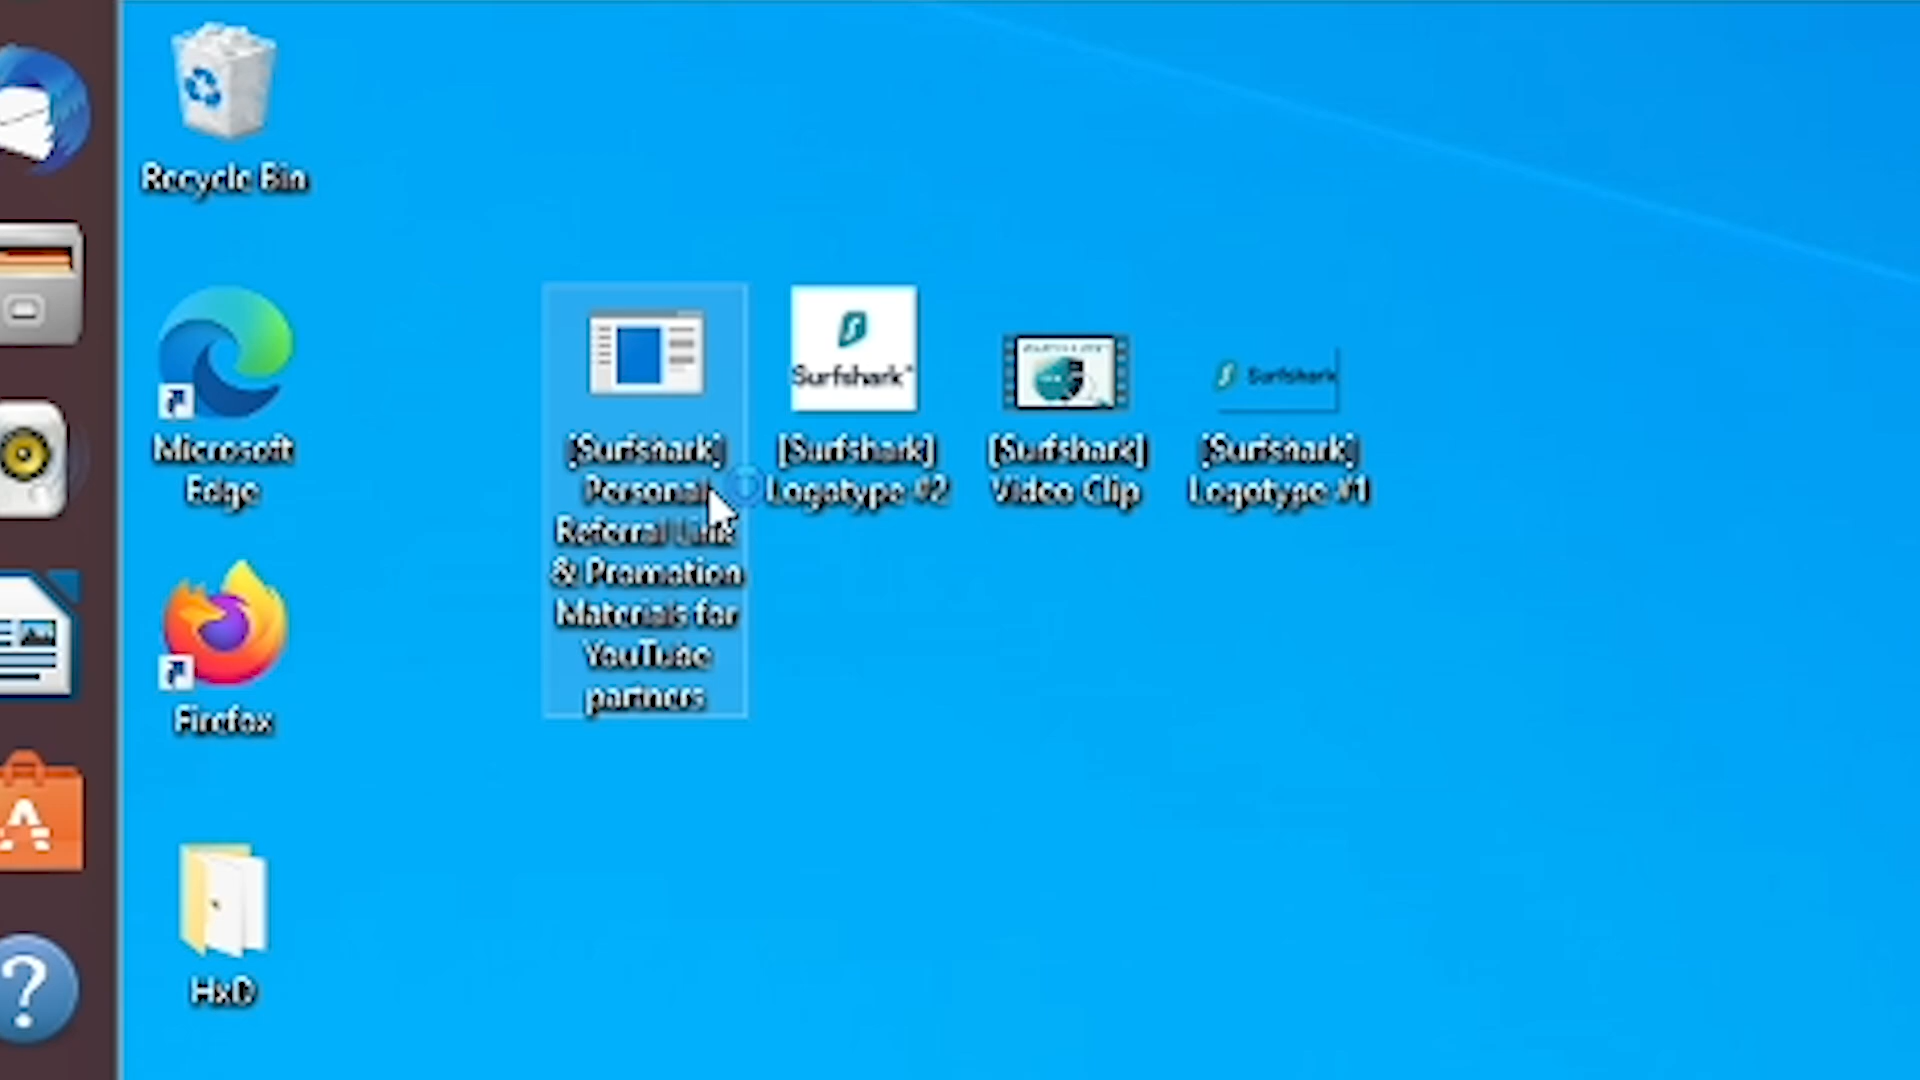 Recycle Bin
Microsoft
Edge
Firefox
HxD
[Surfshark]
Personal
Referral Link
& Promotion
Materials for
YouTube
partners
Surfshark
[Surfshark]
Logotype #2
[Surfshark]
Video Clip
Surfshark
[Surfshark]
Logotype #1